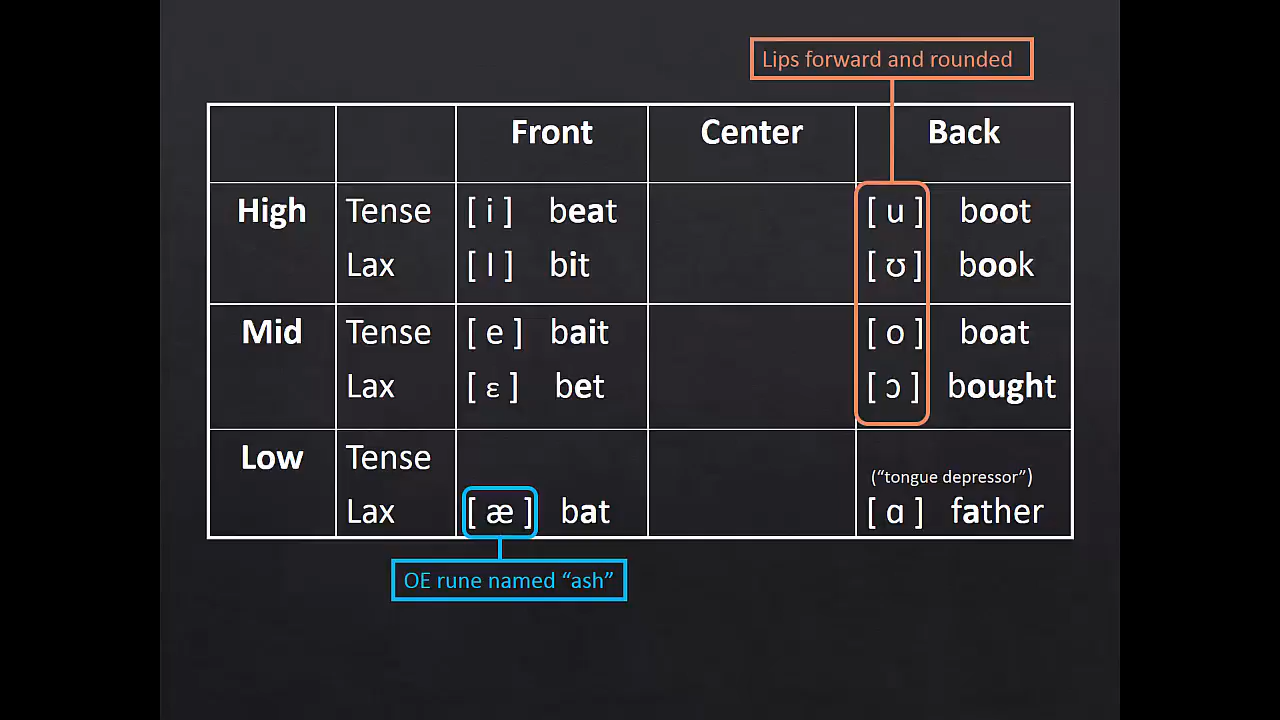 Lips forward and rounded
Front Center Back
High Tense [ i ] beat [ u ] boot
Lax [ I ] bit [ ʊ ] book
Mid Tense [ e ] bait [ o ] boat
Lax [ ɛ ] bet [ ɔ ] bought
Low Tense
("tongue depressor")
Lax [ æ ] bat [ ɑ ] father
OE rune named "ash"